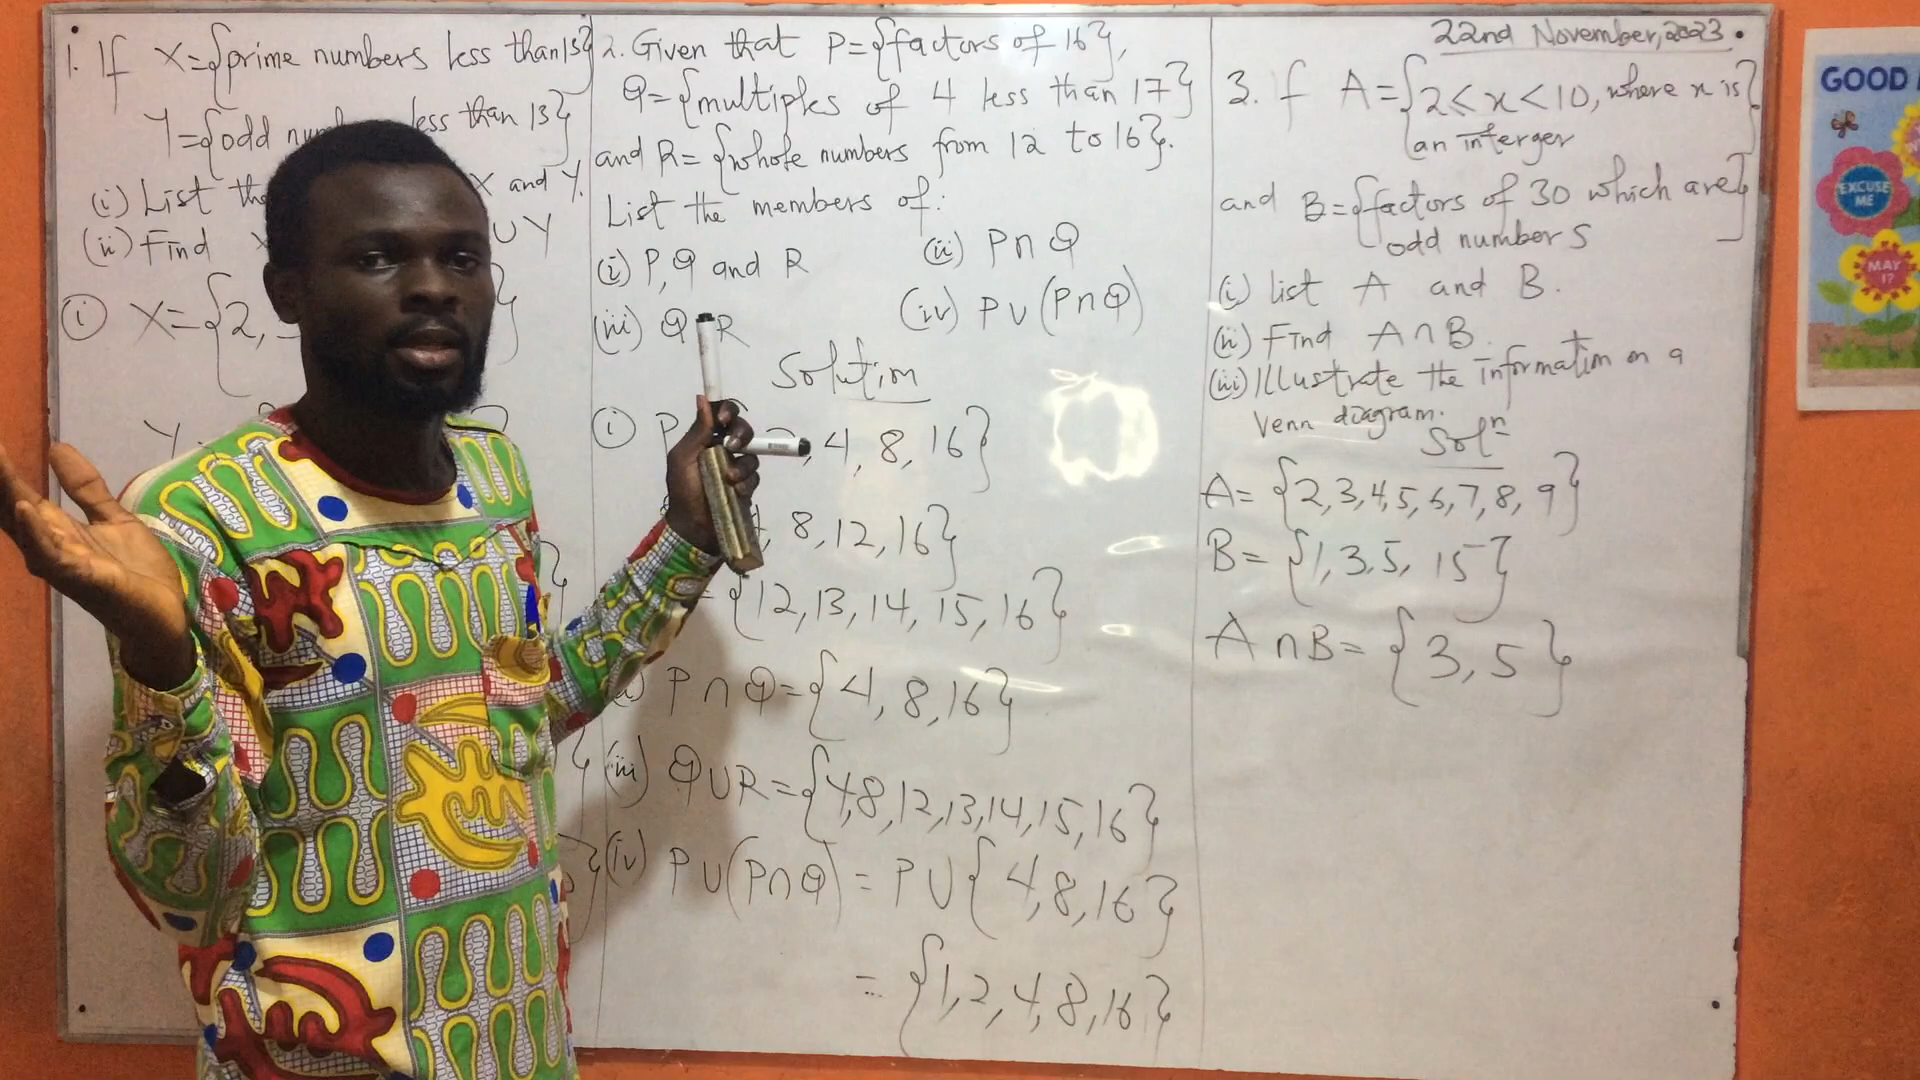 1. If X={prime numbers less than 13}
Y={odd less than 13}
(i) List the X and Y.
(ii) Find ∪ Y
(i) X={2,
2. Given that P={factors of 16},
Q={multiples of 4 less than 17}
and R={whole numbers from 12 to 16}.
List the members of:
(i) P, Q and R (ii) P∩Q
(iii) Q R (iv) P∪(P∩Q)
Solution
(i) P 4, 8, 16}
8, 12, 16}
= {12, 13, 14, 15, 16}
P∩Q={4, 8, 16}
(iii) Q∪R={4,8,12,13,14,15,16}
(iv) P∪(P∩Q) = P∪{4,8,16}
= {1,2,4,8,16}
22nd November, 2023.
3. If A={2<x<10, where x is
an interger}
and B={factors of 30 which are
odd numbers}
(i) list A and B.
(ii) Find A∩B.
(iii) Illustrate the information on a
Venn diagram.
Solⁿ
A= {2,3,4,5,6,7,8,9}
B= {1,3,5, 15}
A∩B= {3,5}
GOOD
EXCUSE
ME
MAY
I?